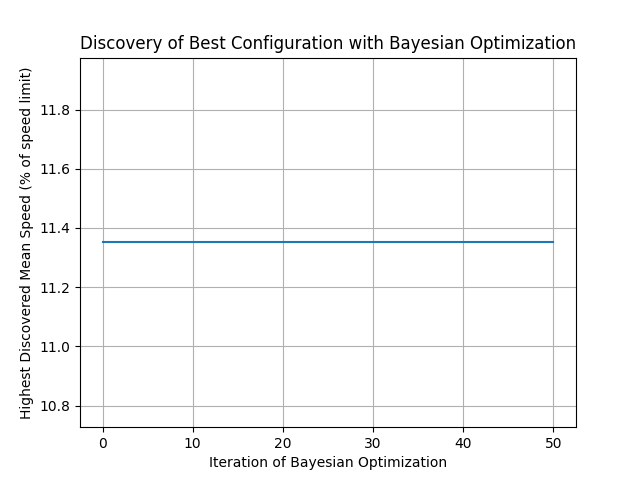 Discovery of Best Configuration with Bayesian Optimization
Highest Discovered Mean Speed (% of speed limit)
11.8
11.6
11.4
11.2
11.0
10.8
0 10 20 30 40 50
Iteration of Bayesian Optimization